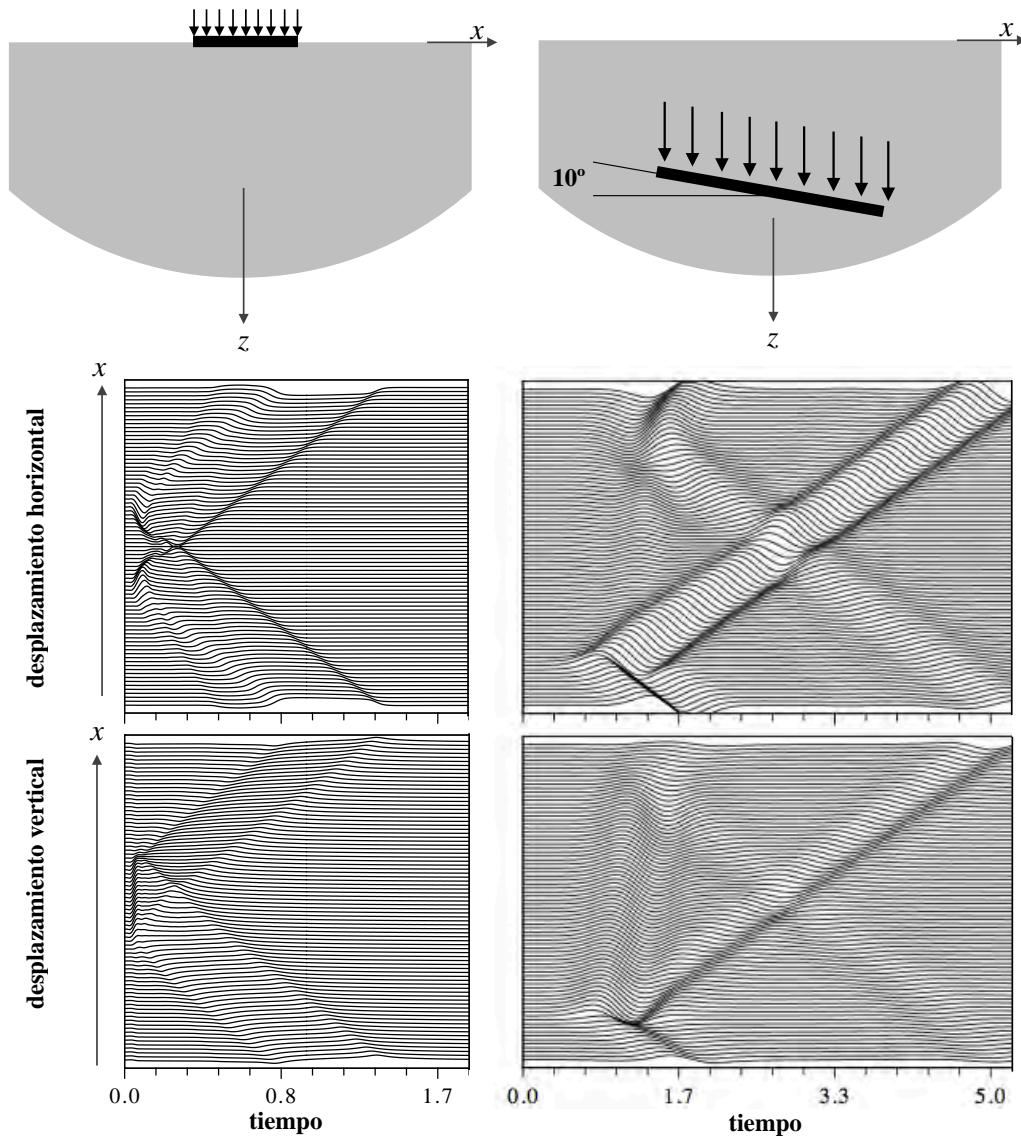 x
x
10º
z
z
x
desplazamiento horizontal
x
desplazamiento vertical
0.0 0.8 1.7
tiempo
0.0 1.7 3.3 5.0
tiempo